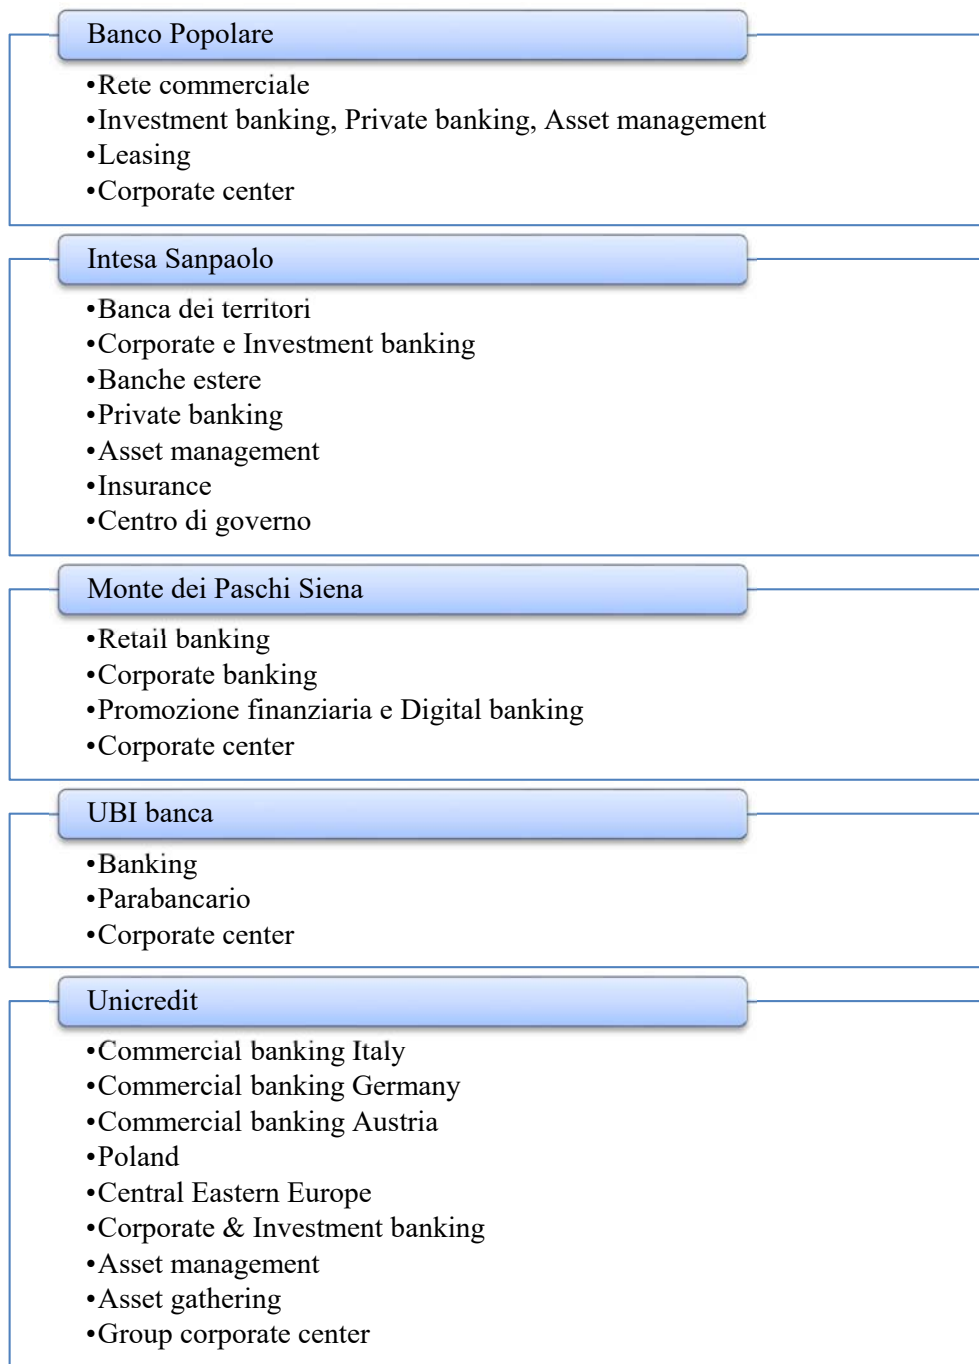 Banco Popolare
•Rete commerciale
•Investment banking, Private banking, Asset management
•Leasing
•Corporate center
Intesa Sanpaolo
•Banca dei territori
•Corporate e Investment banking
•Banche estere
•Private banking
•Asset management
•Insurance
•Centro di governo
Monte dei Paschi Siena
•Retail banking
•Corporate banking
•Promozione finanziaria e Digital banking
•Corporate center
UBI banca
•Banking
•Parabancario
•Corporate center
Unicredit
•Commercial banking Italy
•Commercial banking Germany
•Commercial banking Austria
•Poland
•Central Eastern Europe
•Corporate & Investment banking
•Asset management
•Asset gathering
•Group corporate center